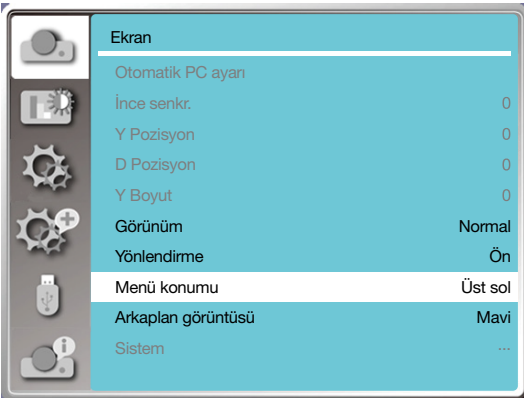 Ekran
Otomatik PC ayarı
İnce senkr. 0
Y Pozisyon 0
D Pozisyon 0
Y Boyut 0
Görünüm Normal
Yönlendirme Ön
Menü konumu Üst sol
Arkaplan görüntüsü Mavi
Sistem ...